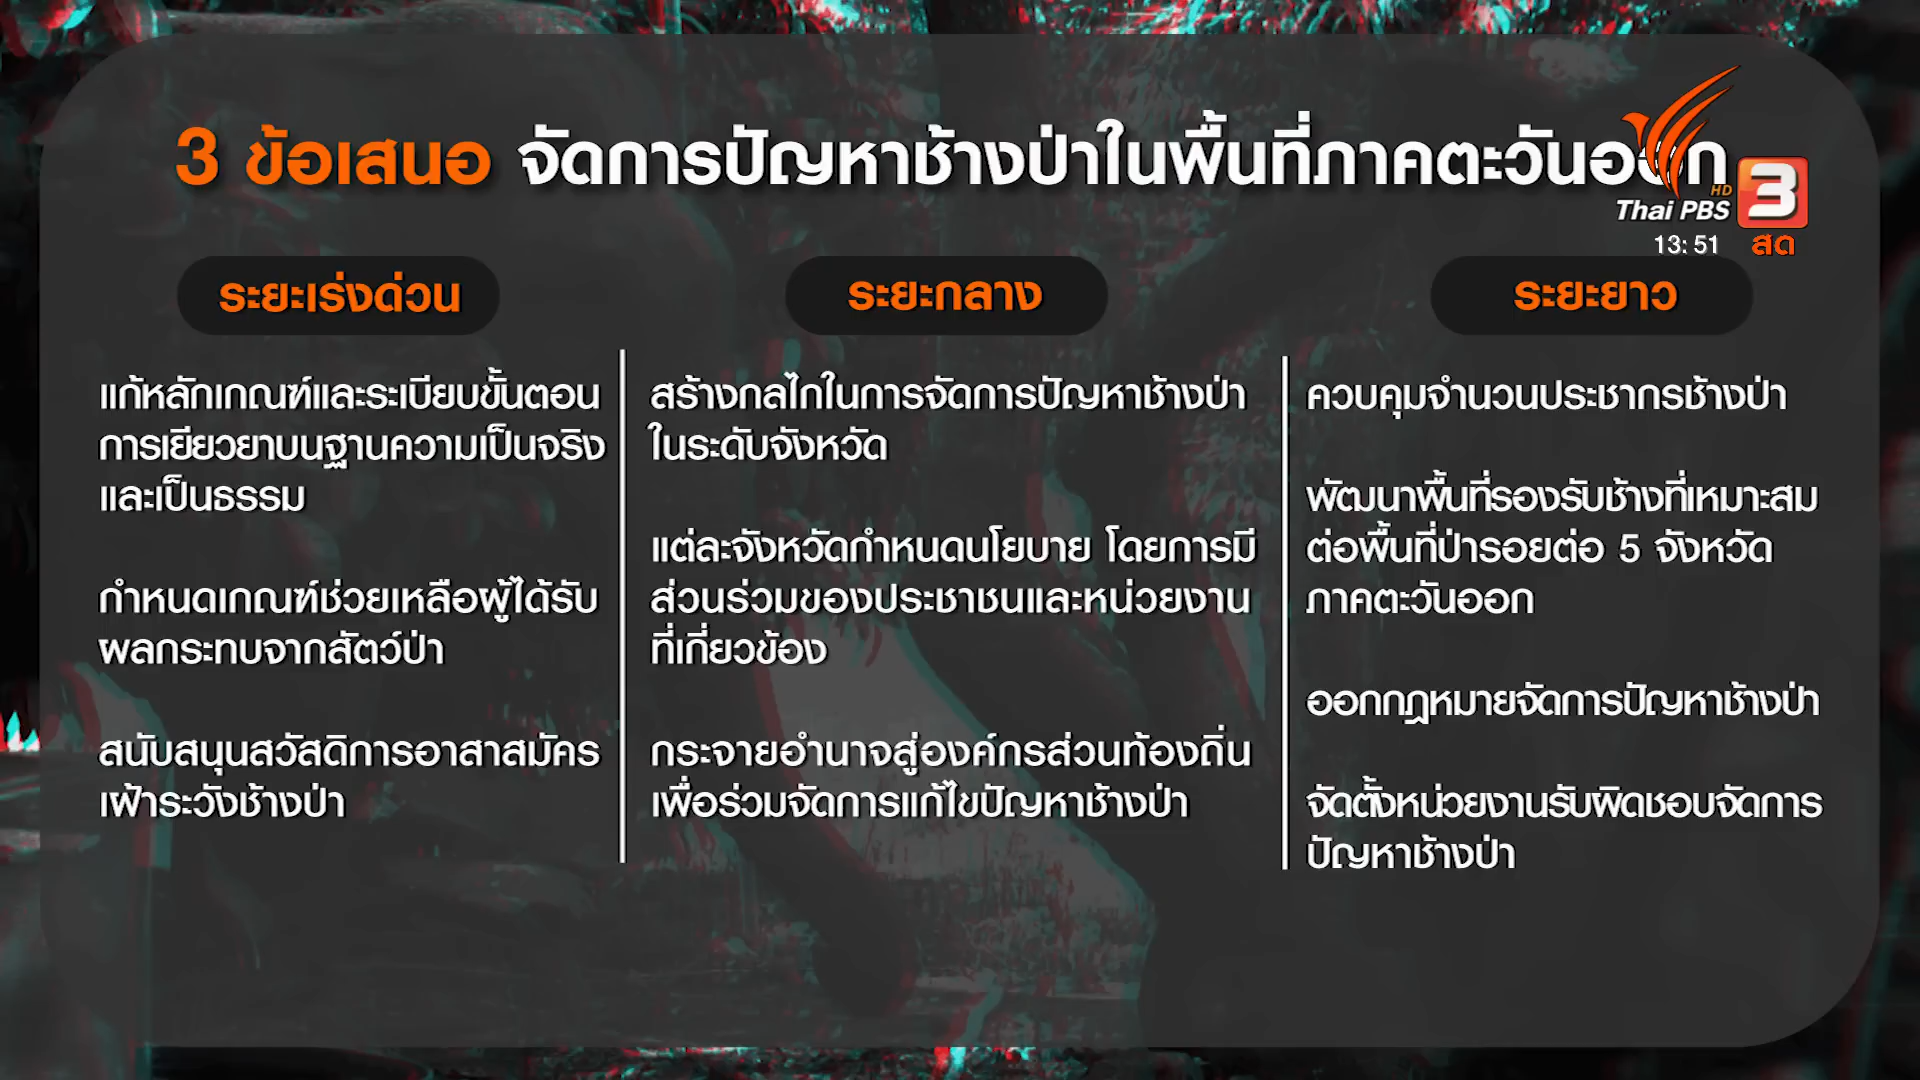 3 ข้อเสนอ จัดการปัญหาช้างป่าในพื้นที่ภาคตะวันออก
HD
Thai PBS
3
13:51
สด
ระยะเร่งด่วน
แก้หลักเกณฑ์และระเบียบขั้นตอน
การเยียวยาบนฐานความเป็นจริง
และเป็นธรรม
กำหนดเกณฑ์ช่วยเหลือผู้ได้รับ
ผลกระทบจากสัตว์ป่า
สนับสนุนสวัสดิการอาสาสมัคร
เฝ้าระวังช้างป่า
ระยะกลาง
สร้างกลไกในการจัดการปัญหาช้างป่า
ในระดับจังหวัด
แต่ละจังหวัดกำหนดนโยบาย โดยการมี
ส่วนร่วมของประชาชนและหน่วยงาน
ที่เกี่ยวข้อง
กระจายอำนาจสู่องค์กรส่วนท้องถิ่น
เพื่อร่วมจัดการแก้ไขปัญหาช้างป่า
ระยะยาว
ควบคุมจำนวนประชากรช้างป่า
พัฒนาพื้นที่รองรับช้างที่เหมาะสม
ต่อพื้นที่ป่ารอยต่อ 5 จังหวัด
ภาคตะวันออก
ออกกฎหมายจัดการปัญหาช้างป่า
จัดตั้งหน่วยงานรับผิดชอบจัดการ
ปัญหาช้างป่า